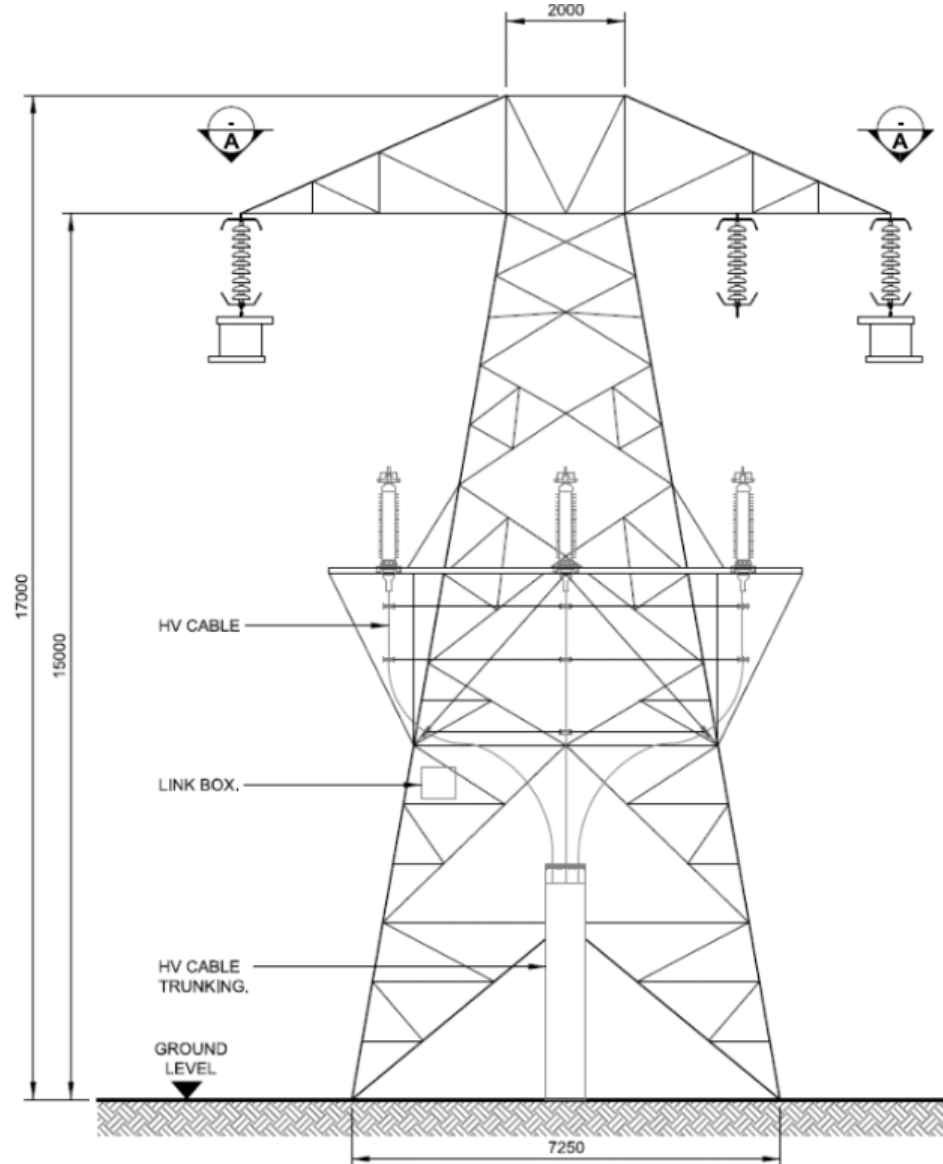 2000
-
A
-
A
17000
15000
HV CABLE
LINK BOX.
HV CABLE
TRUNKING.
GROUND
LEVEL
7250